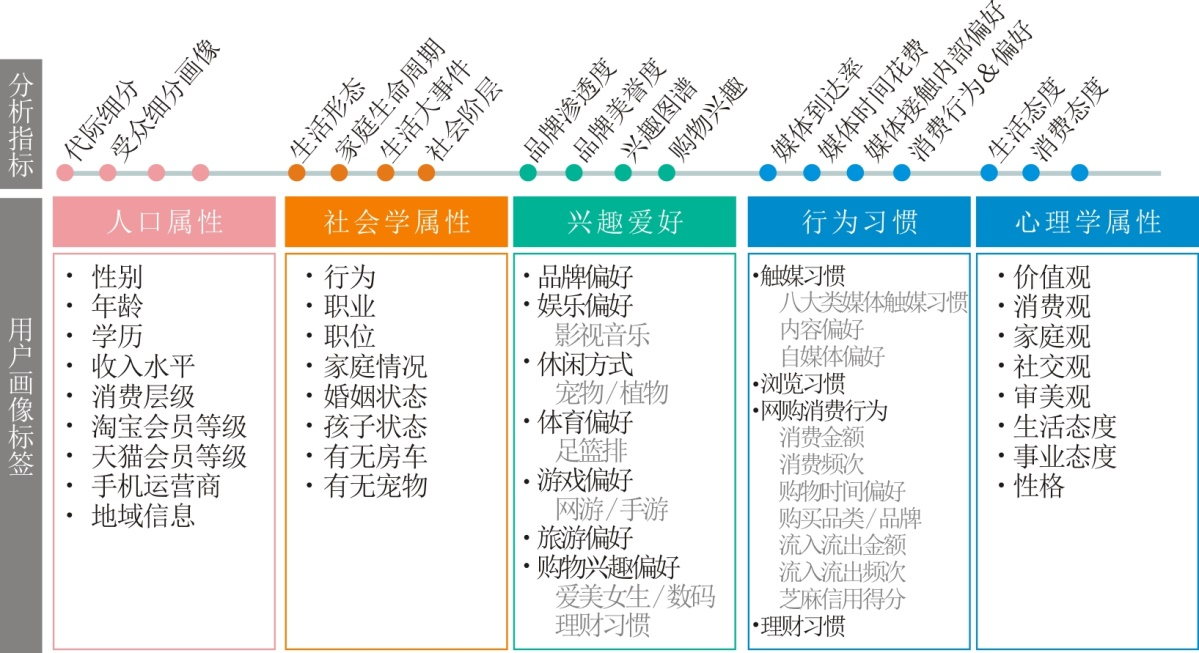 分析指标
代际细分
受众细分画像
生活形态
家庭生命周期
生活大事件
社会阶层
品牌渗透度
品牌美誉度
兴趣图谱
购物兴趣
媒体到达率
媒体时间花费
媒体接触内部偏好
消费行为&偏好
生活态度
消费态度
用户画像标签
人口属性
· 性别
· 年龄
· 学历
· 收入水平
· 消费层级
· 淘宝会员等级
· 天猫会员等级
· 手机运营商
· 地域信息
社会学属性
· 行为
· 职业
· 职位
· 家庭情况
· 婚姻状态
· 孩子状态
· 有无房车
· 有无宠物
兴趣爱好
· 品牌偏好
· 娱乐偏好
影视音乐
· 休闲方式
宠物/植物
· 体育偏好
足篮排
· 游戏偏好
网游/手游
· 旅游偏好
· 购物兴趣偏好
爱美女生/数码
理财习惯
行为习惯
·触媒习惯
八大类媒体触媒习惯
内容偏好
自媒体偏好
·浏览习惯
·网购消费行为
消费金额
消费频次
购物时间偏好
购买品类/品牌
流入流出金额
流入流出频次
芝麻信用得分
·理财习惯
心理学属性
· 价值观
· 消费观
· 家庭观
· 社交观
· 审美观
· 生活态度
· 事业态度
· 性格